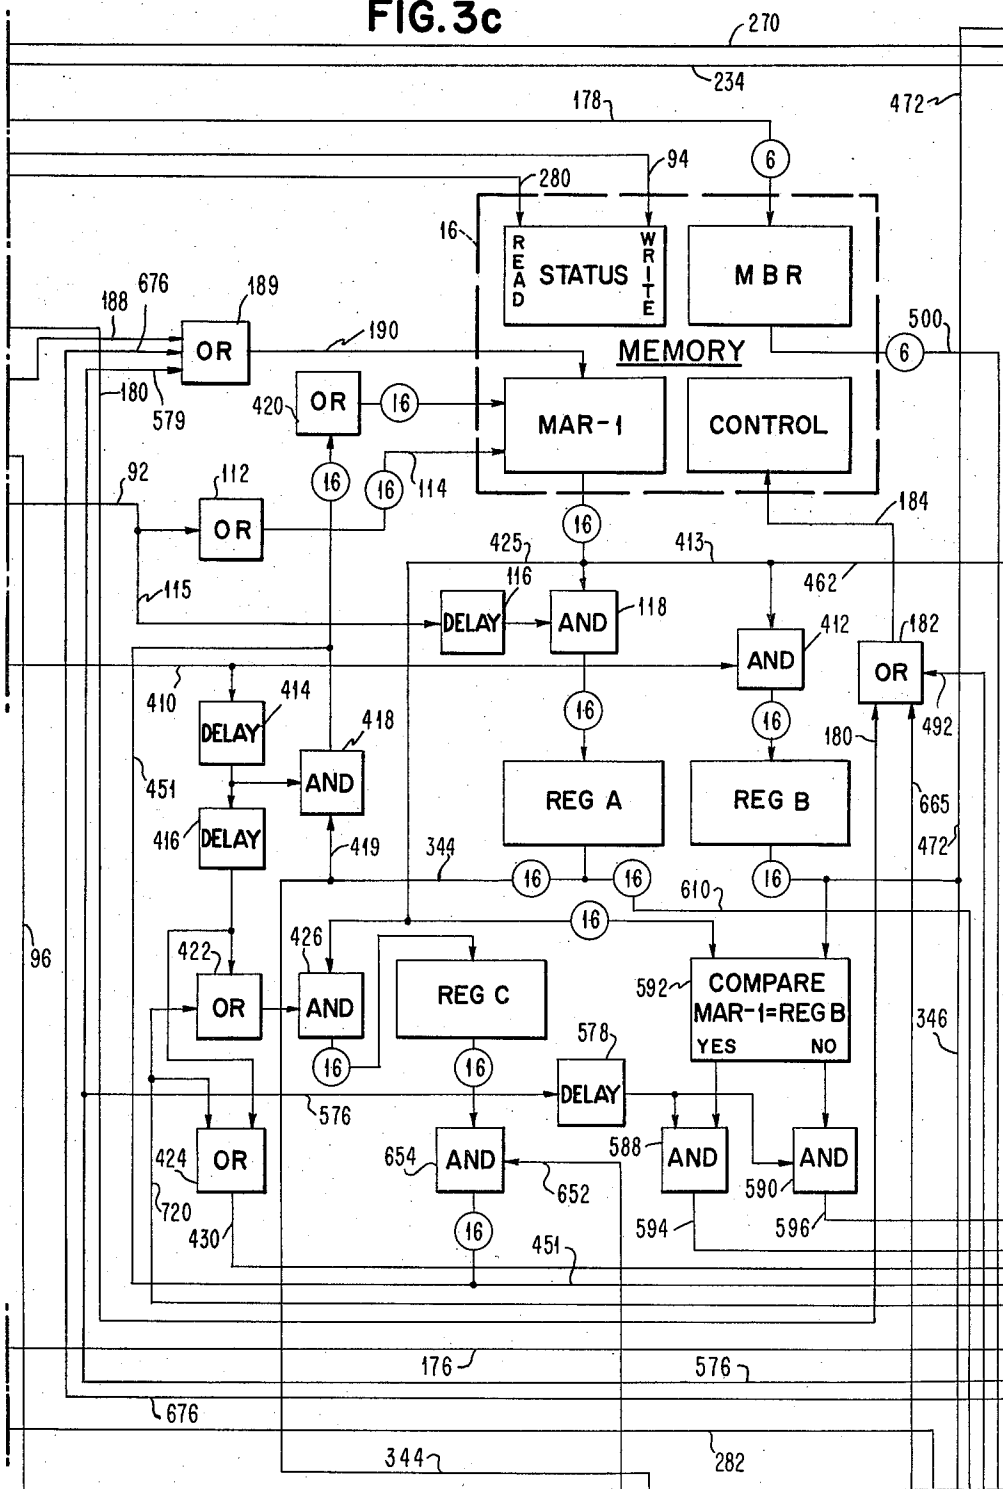 FIG. 3c
270
234
472
178
6
94
280
16
READ
STATUS
WRITE
MBR
676
188
189
OR
190
MEMORY
6
500
180
579
OR
420
16
MAR-1
CONTROL
92
112
OR
16
16
114
16
184
425
413
462
115
116
118
DELAY
AND
412
182
AND
OR
410
414
418
16
16
180
492
DELAY
451
AND
REG A
REG B
665
416
DELAY
419
344
16
16
16
472
610
16
96
422
426
OR
AND
REG C
592
COMPARE
MAR-1=REG B
YES
NO
346
16
16
578
DELAY
576
424
OR
654
AND
652
588
AND
590
AND
720
430
16
594
596
451
176
576
676
344
282